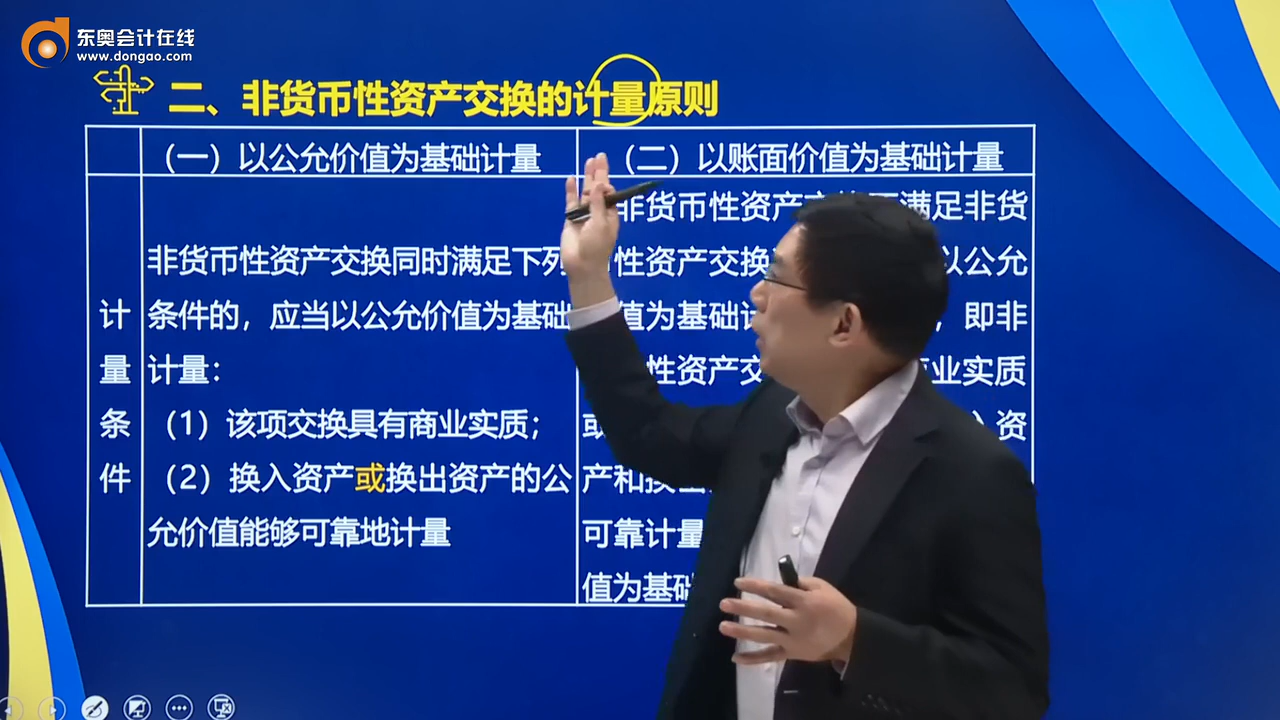 东奥会计在线
www.dongao.com
二、非货币性资产交换的计量原则
（一）以公允价值为基础计量
（二）以账面价值为基础计量
计量条件
非货币性资产交换同时满足下列
条件的，应当以公允价值为基础
计量：
（1）该项交换具有商业实质；
（2）换入资产或换出资产的公
允价值能够可靠地计量
非货币性资产 满足非货
性资产交换 以公允
值为基础 ，即非
性资产交 业实质
或 资
产和换
可靠计量
值为基础